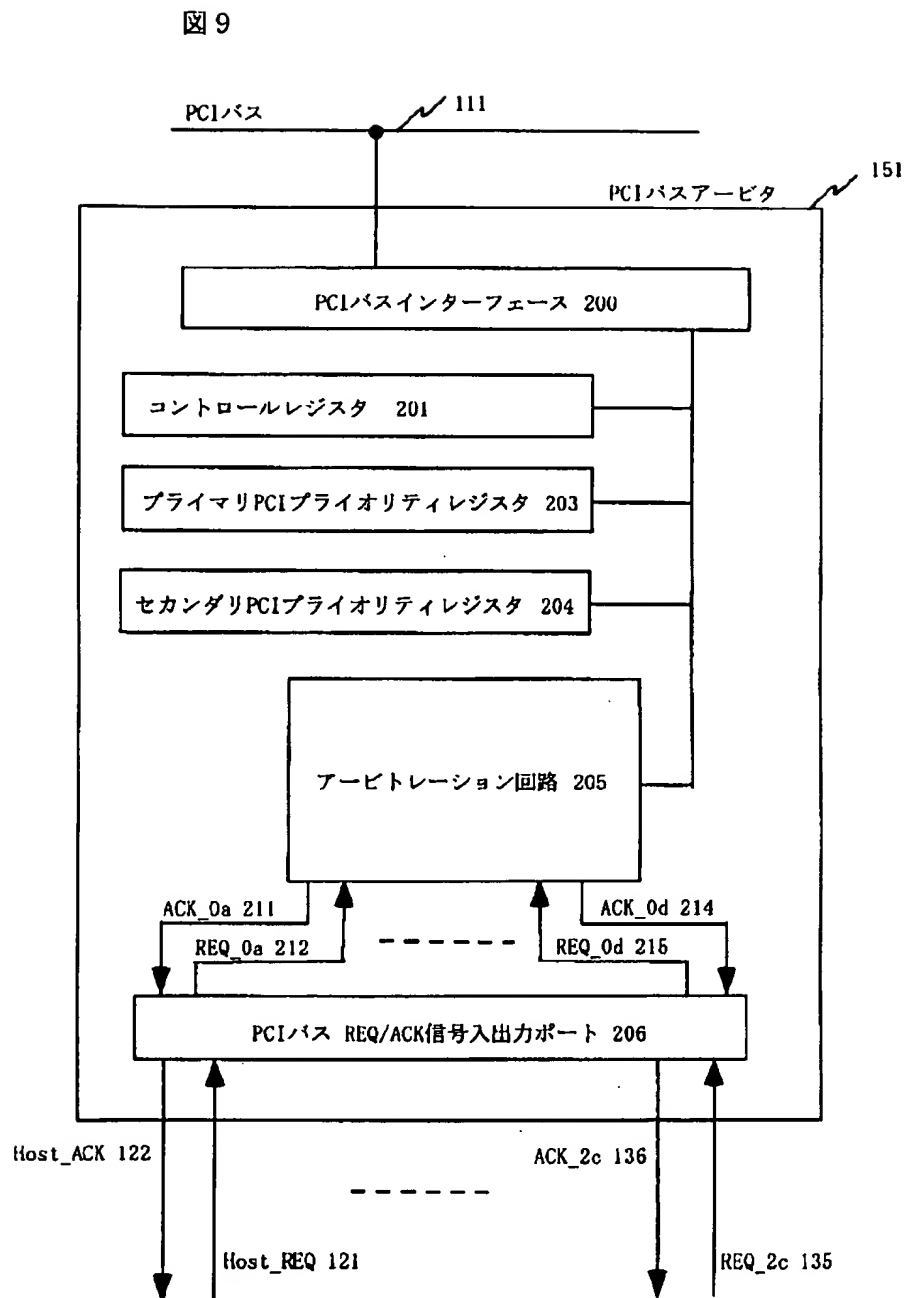 図 9
PCIバス
111
151
PCIバスアービタ
PCIバスインターフェース 200
コントロールレジスタ 201
プライマリPCIプライオリティレジスタ 203
セカンダリPCIプライオリティレジスタ 204
アービトレーション回路 205
ACK_0a 211
ACK_0d 214
REQ_0a 212
REQ_0d 215
PCIバス REQ/ACK信号入出力ポート 206
Host_ACK 122
ACK_2c 136
Host_REQ 121
REQ_2c 135